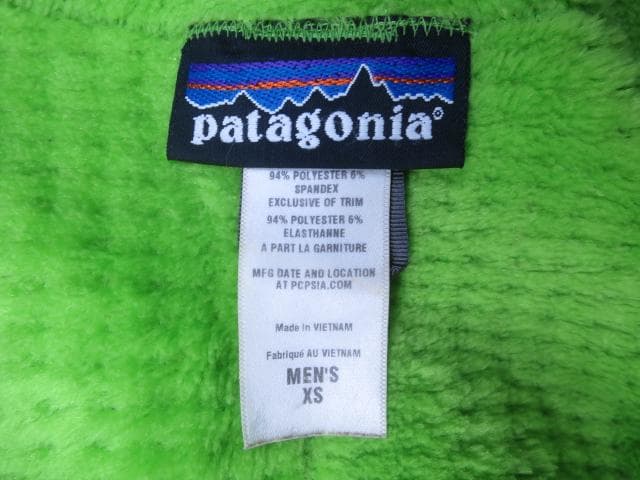 patagonia®
94% POLYESTER 6%
SPANDEX
EXCLUSIVE OF TRIM
94% POLYESTER 6%
ELASTHANNE
A PART LA GARNITURE
MFG DATE AND LOCATION
AT PCPSIA.COM
Made in VIETNAM
Fabriqué AU VIETNAM
MEN'S
XS